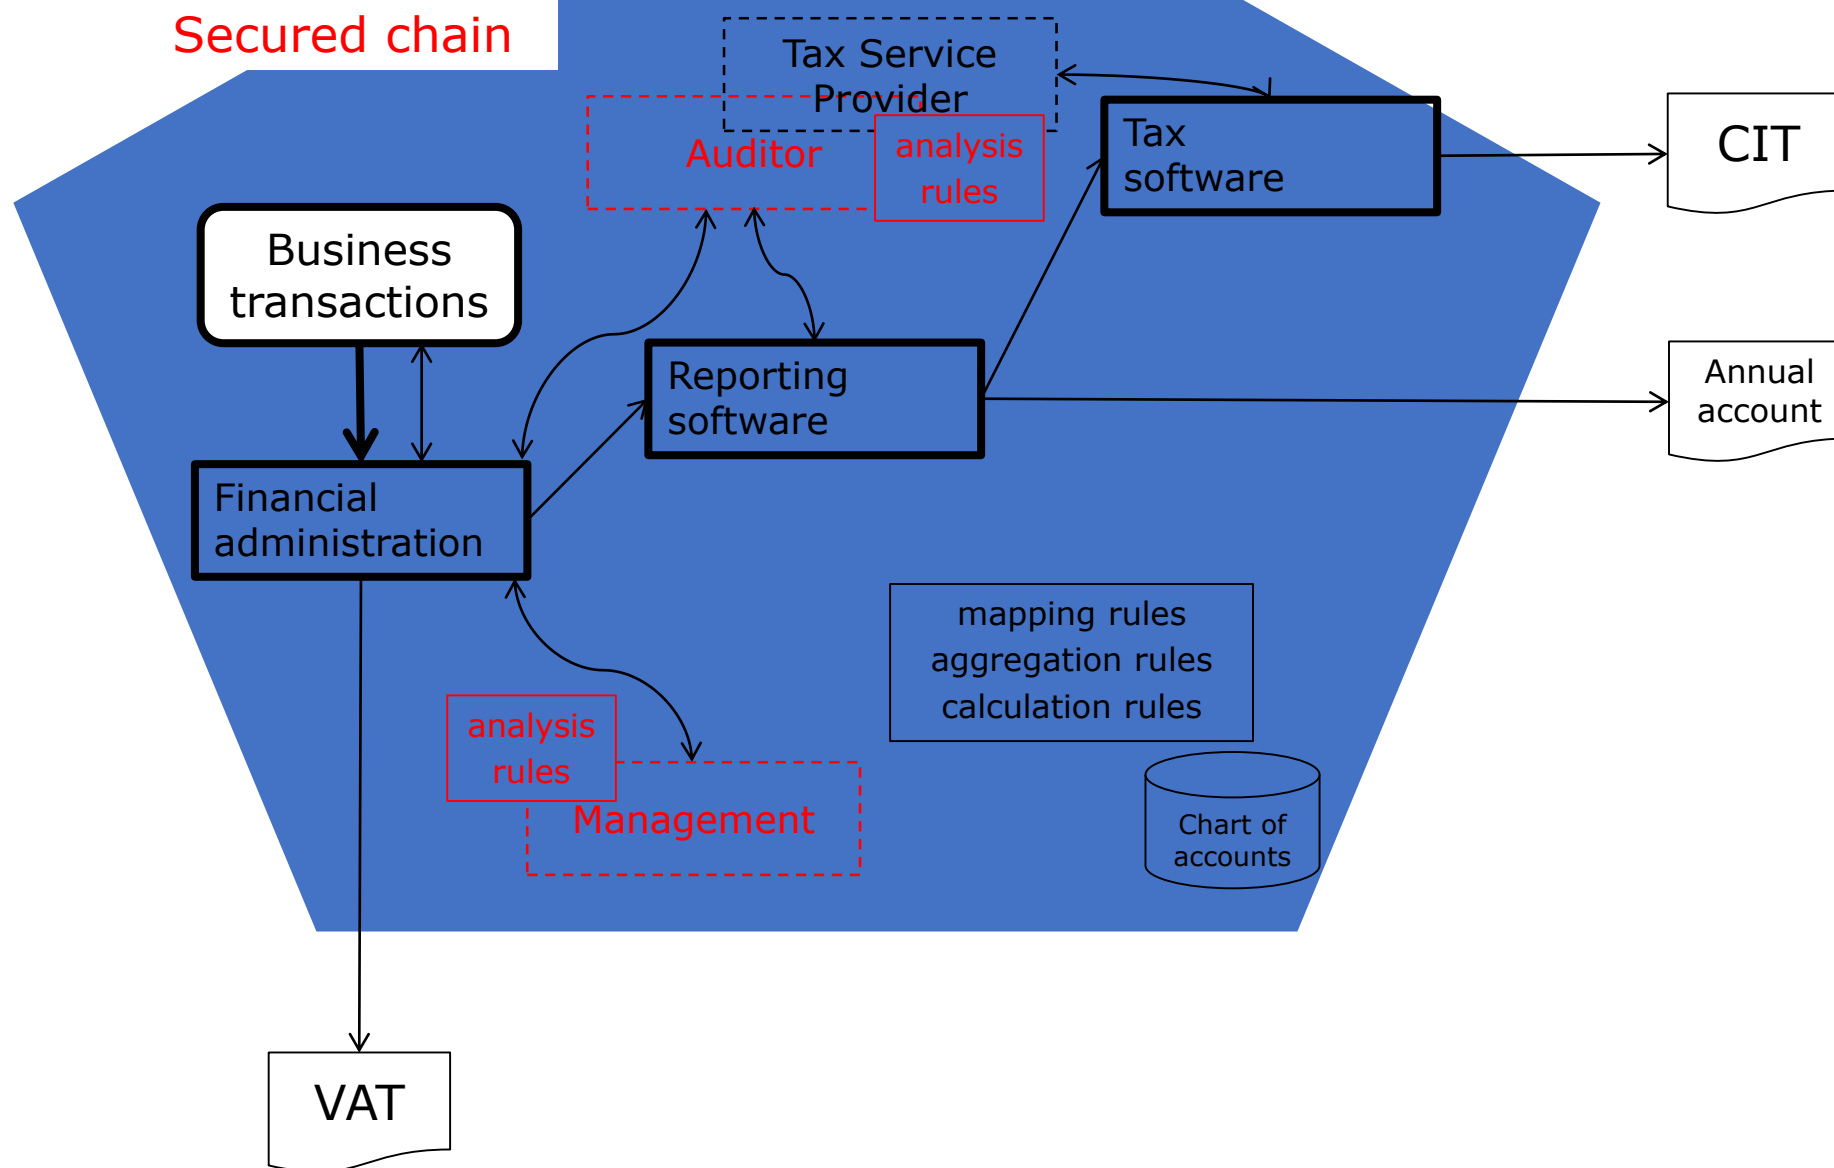 Secured chain
Tax Service
Provider
Auditor
analysis
rules
Tax
software
CIT
Business
transactions
Reporting
software
Annual
account
Financial
administration
mapping rules
aggregation rules
calculation rules
analysis
rules
Management
Chart of
accounts
VAT